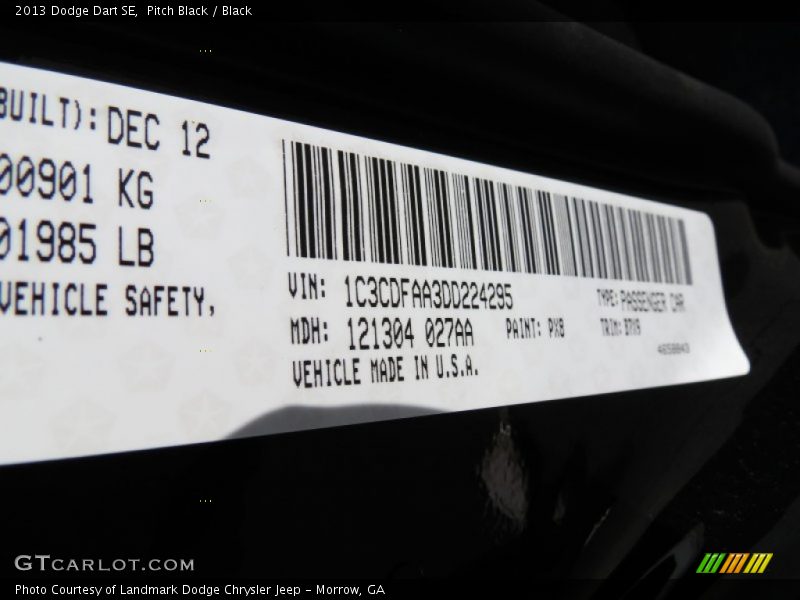 2013 Dodge Dart SE, Pitch Black / Black
BUILT): DEC 12
00901 KG
01985 LB
VEHICLE SAFETY,
VIN: 1C3CDFAA3DD224295
TYPE: PASSENGER CAR
MDH: 121304 027AA
PAINT: PX8
TRIM:
VEHICLE MADE IN U.S.A.
GTCARLOT.COM
Photo Courtesy of Landmark Dodge Chrysler Jeep - Morrow, GA